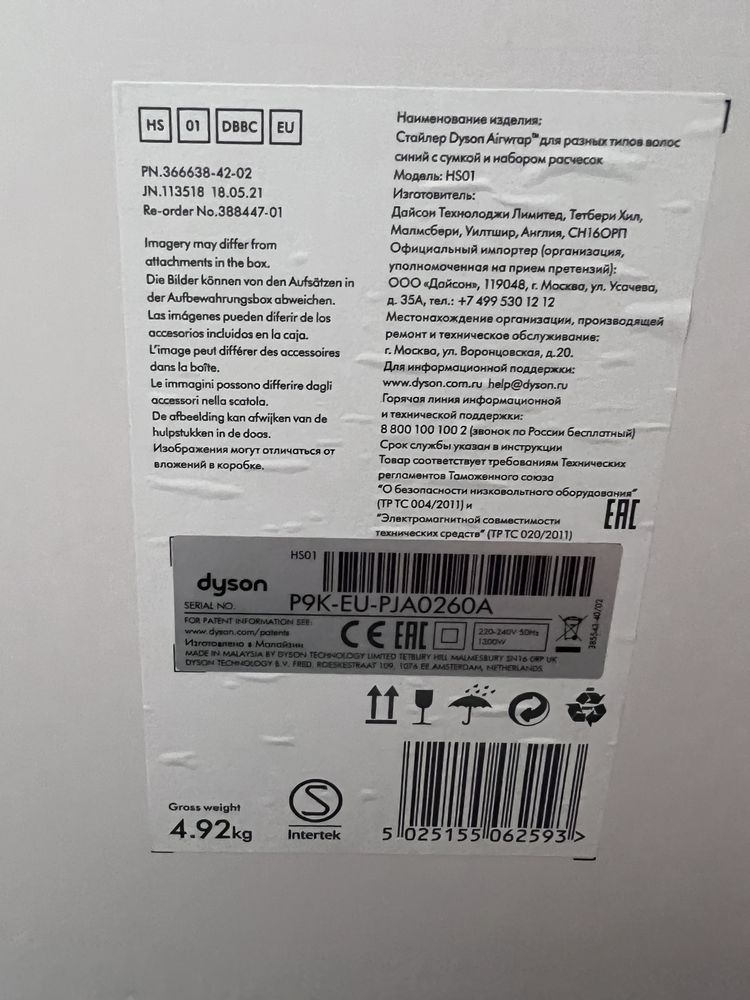 HS 01 DBBC EU
PN.366638-42-02
JN.113518 18.05.21
Re-order No.388447-01
Imagery may differ from
attachments in the box.
Die Bilder können von den Aufsätzen in
der Aufbewahrungsbox abweichen.
Las imágenes pueden diferir de los
accesorios incluidos en la caja.
L'image peut différer des accessoires
dans la boîte.
Le immagini possono differire dagli
accessori nella scatola.
De afbeelding kan afwijken van de
hulpstukken in de doos.
Изображения могут отличаться от
вложений в коробке.
Наименование изделия:
Стайлер Dyson Airwrap™ для разных типов волос
синий с сумкой и набором расчесок
Модель: HS01
Изготовитель:
Дайсон Технолоджи Лимитед, Тетбери Хил,
Малмсбери, Уилтшир, Англия, СН16ОРП
Официальный импортер (организация,
уполномоченная на прием претензий):
ООО «Дайсон», 119048, г. Москва, ул. Усачева,
д. 35А, тел.: +7 499 530 12 12
Местонахождение организации, производящей
ремонт и техническое обслуживание:
г. Москва, ул. Воронцовская, д.20.
Для информационной поддержки:
www.dyson.com.ru help@dyson.ru
Горячая линия информационной
и технической поддержки:
8 800 100 100 2 (звонок по России бесплатный)
Срок службы указан в инструкции
Товар соответствует требованиям Технических
регламентов Таможенного союза
"О безопасности низковольтного оборудования"
(ТР ТС 004/2011) и
"Электромагнитной совместимости
технических средств" (ТР ТС 020/2011)
EAC
HS01
dyson
SERIAL NO.
P9K-EU-PJA0260A
FOR PATENT INFORMATION SEE:
www.dyson.com/patents
Изготовлено в Малайзии
CE EAC
220-240V 50Hz
1300W
385543-40/02
MADE IN MALAYSIA BY DYSON TECHNOLOGY LIMITED TETBURY HILL MALMESBURY SN16 0RP UK
DYSON TECHNOLOGY B.V. FRED. ROESKESTRAAT 109, 1076 EE AMSTERDAM, NETHERLANDS
Gross weight
4.92kg
S
Intertek
5 025155 062593 >